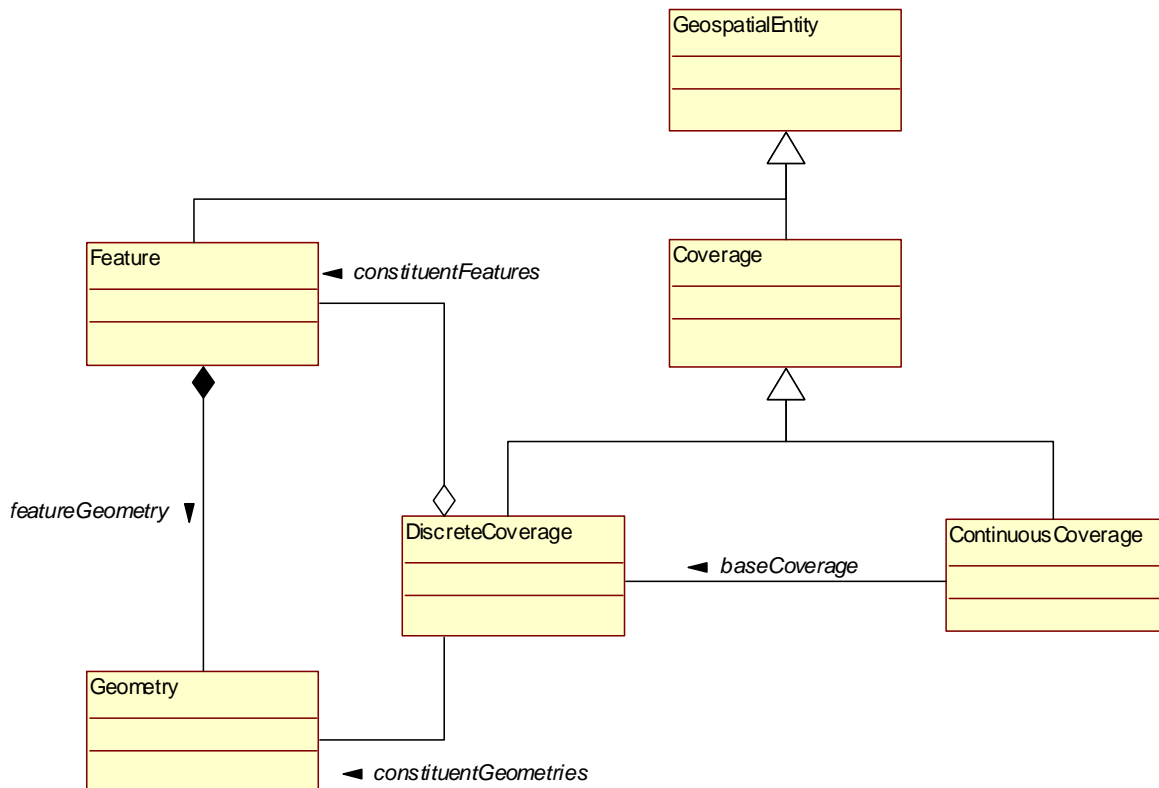 GeospatialEntity
Feature
constituentFeatures
Coverage
featureGeometry
DiscreteCoverage
baseCoverage
ContinuousCoverage
Geometry
constituentGeometries